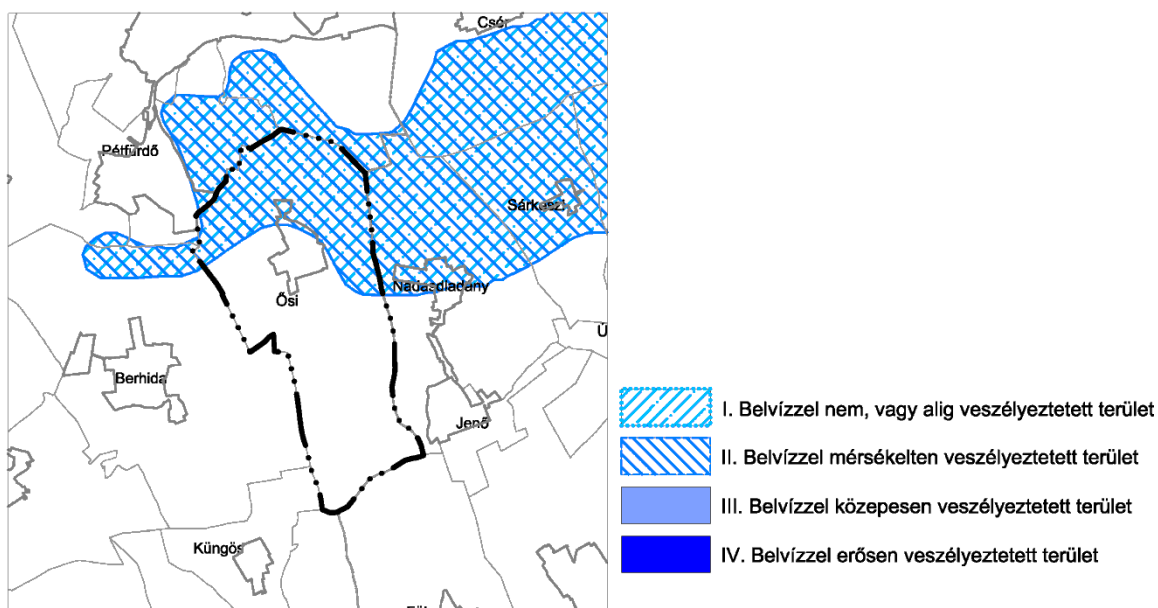 Csór
Pétfürdő
Sárkeszi
Nádasdladány
Ősi
Berhida
Jenő
Küngös
I. Belvízzel nem, vagy alig veszélyeztetett terület
II. Belvízzel mérsékelten veszélyeztetett terület
III. Belvízzel közepesen veszélyeztetett terület
IV. Belvízzel erősen veszélyeztetett terület